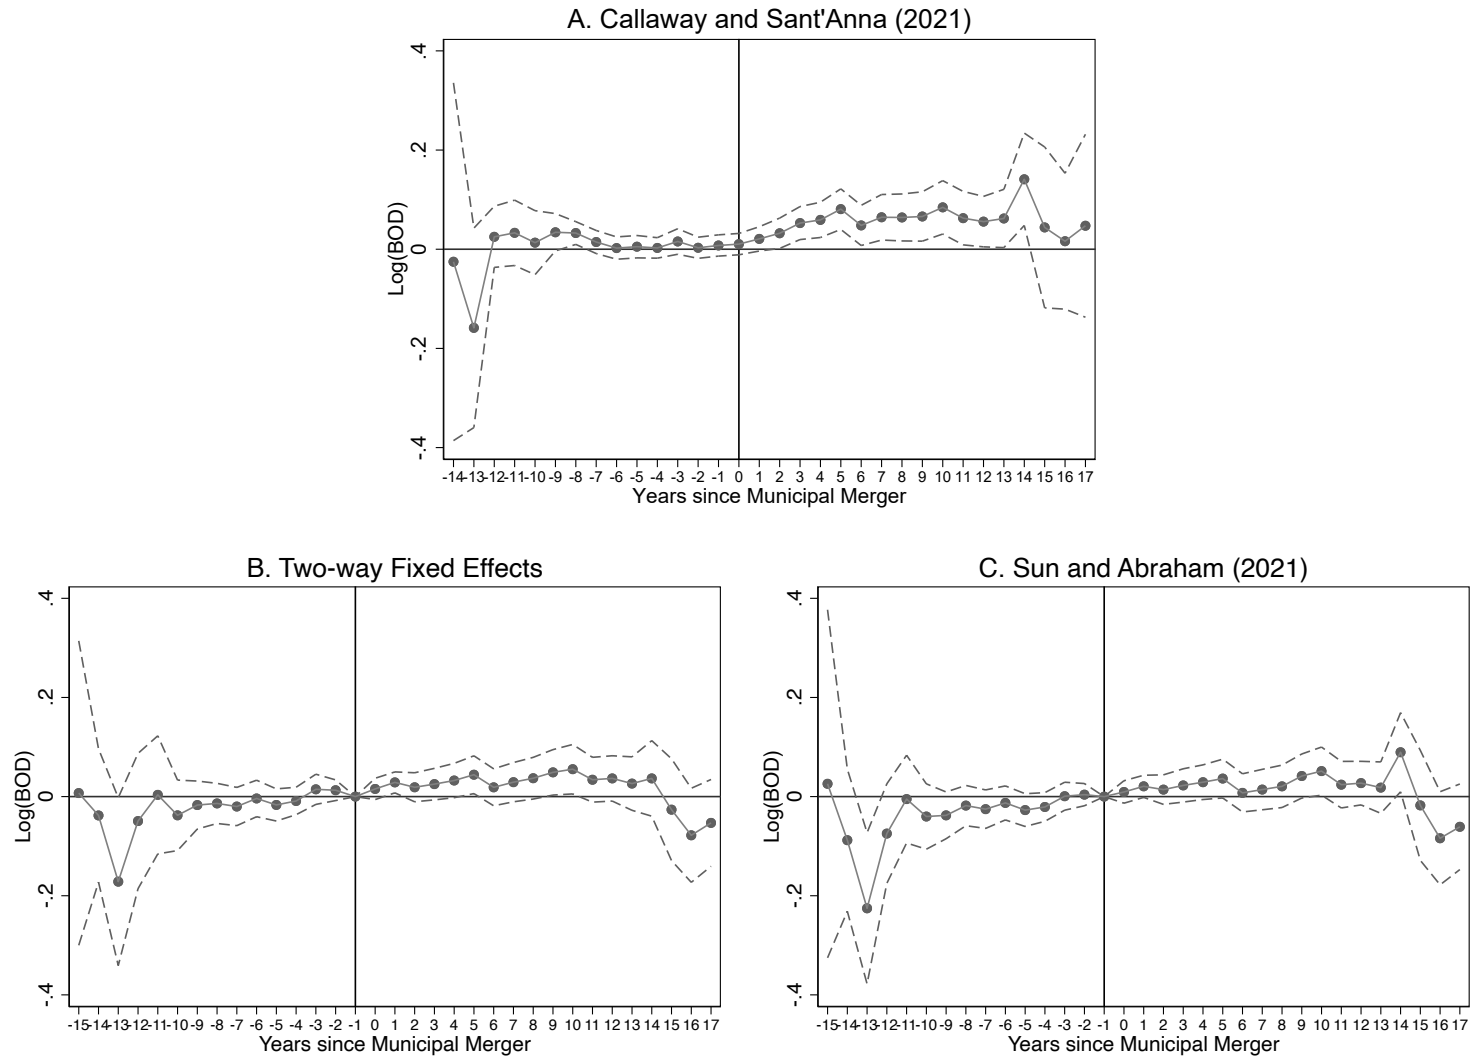 A. Callaway and Sant'Anna (2021)
Log(BOD)
.4
.2
0
-.2
-.4
-14 -13 -12 -11 -10 -9 -8 -7 -6 -5 -4 -3 -2 -1 0 1 2 3 4 5 6 7 8 9 10 11 12 13 14 15 16 17
Years since Municipal Merger
B. Two-way Fixed Effects
Log(BOD)
.4
.2
0
-.2
-.4
-15 -14 -13 -12 -11 -10 -9 -8 -7 -6 -5 -4 -3 -2 -1 0 1 2 3 4 5 6 7 8 9 10 11 12 13 14 15 16 17
Years since Municipal Merger
C. Sun and Abraham (2021)
Log(BOD)
.4
.2
0
-.2
-.4
-15 -14 -13 -12 -11 -10 -9 -8 -7 -6 -5 -4 -3 -2 -1 0 1 2 3 4 5 6 7 8 9 10 11 12 13 14 15 16 17
Years since Municipal Merger